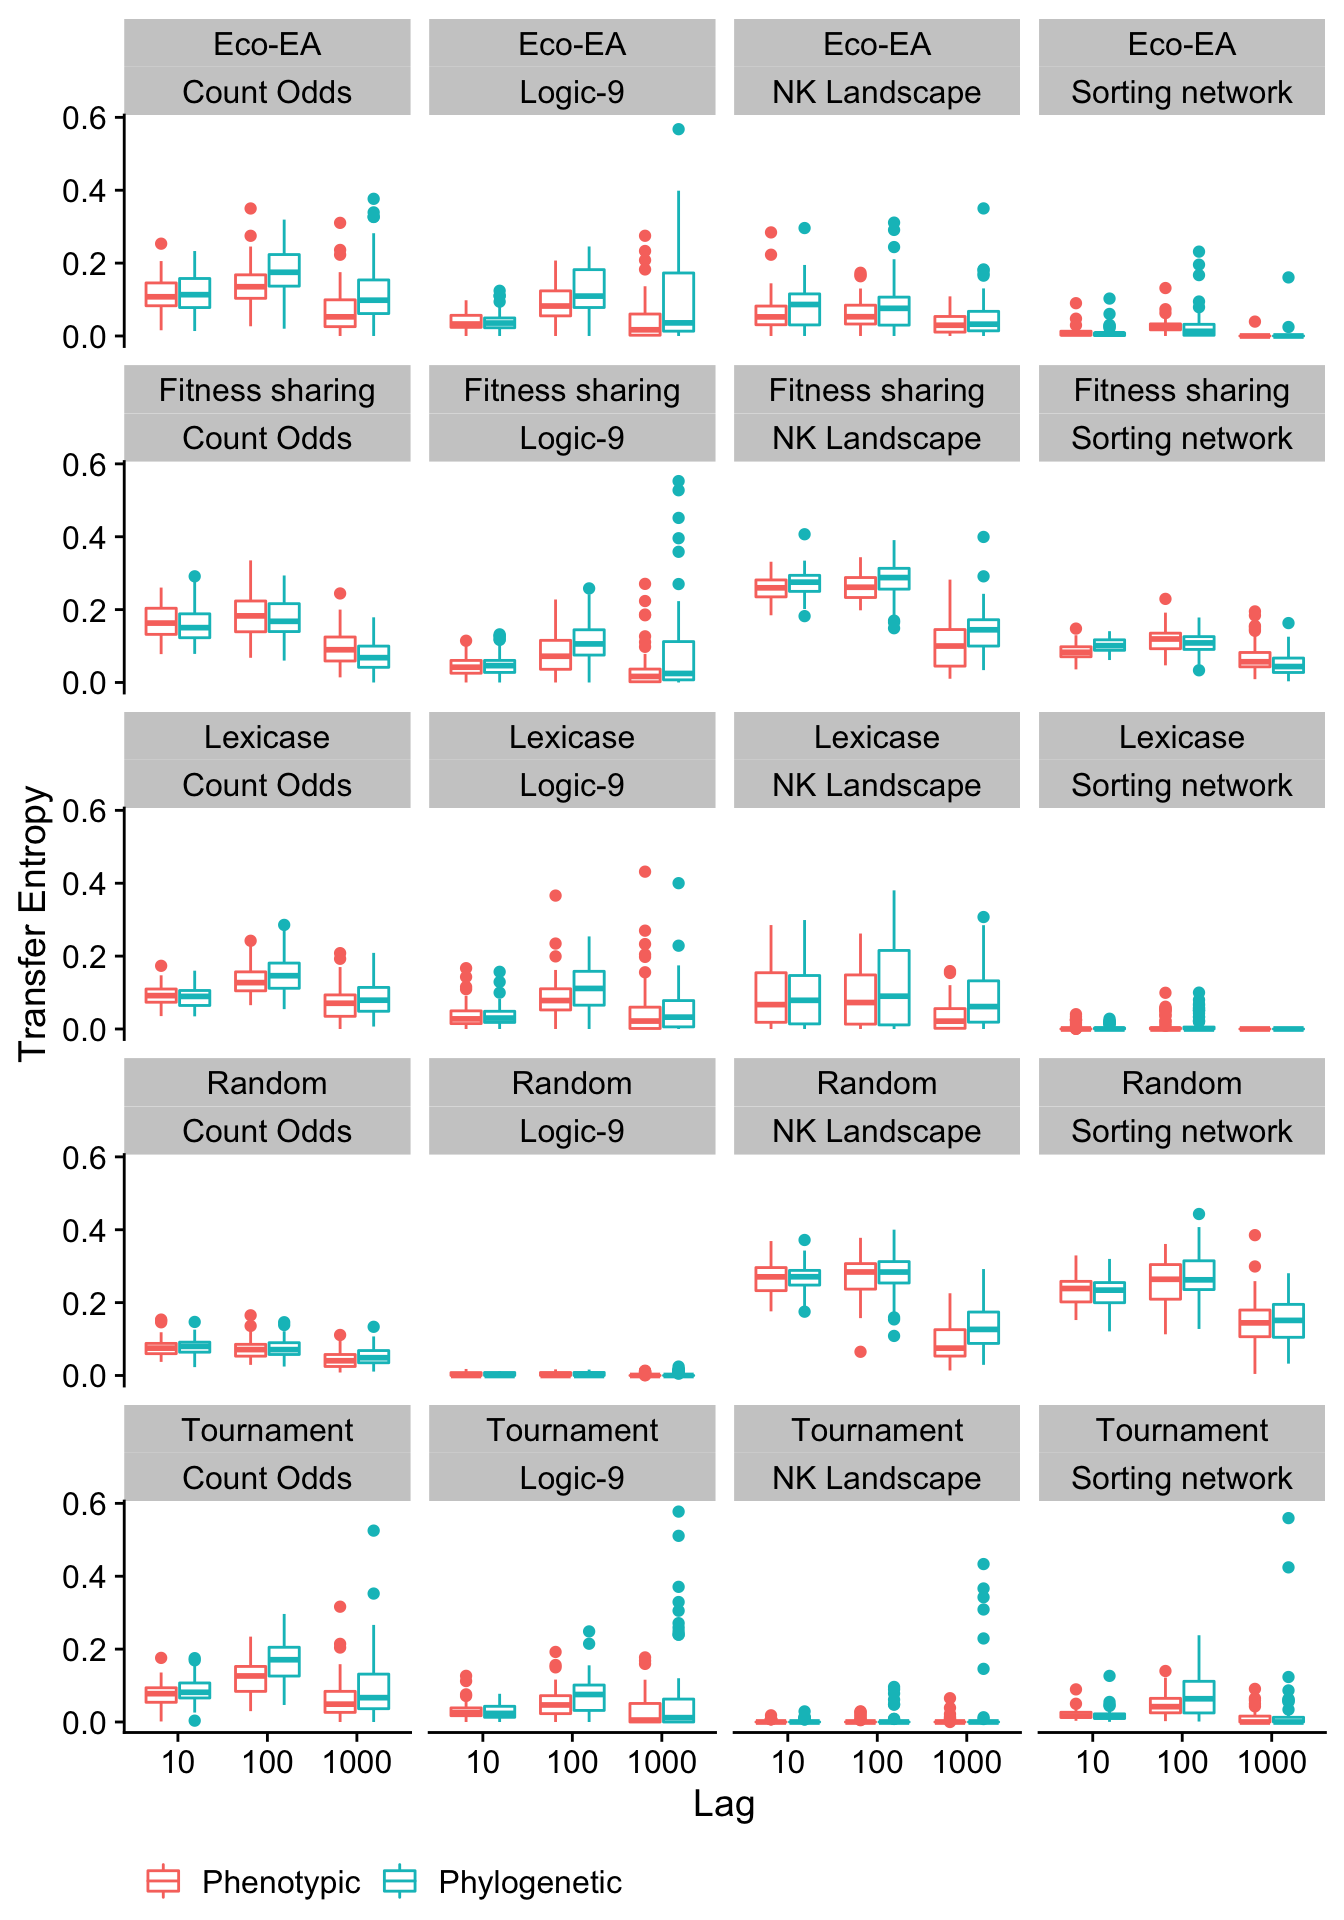 Eco-EA Eco-EA Eco-EA Eco-EA
Count Odds Logic-9 NK Landscape Sorting network
0.6
0.4
0.2
0.0
Fitness sharing Fitness sharing Fitness sharing Fitness sharing
Count Odds Logic-9 NK Landscape Sorting network
0.6
0.4
0.2
0.0
Lexicase Lexicase Lexicase Lexicase
Count Odds Logic-9 NK Landscape Sorting network
0.6
0.4
0.2
0.0
Transfer Entropy
Random Random Random Random
Count Odds Logic-9 NK Landscape Sorting network
0.6
0.4
0.2
0.0
Tournament Tournament Tournament Tournament
Count Odds Logic-9 NK Landscape Sorting network
0.6
0.4
0.2
0.0
10 100 1000 10 100 1000 10 100 1000 10 100 1000
Lag
Phenotypic Phylogenetic